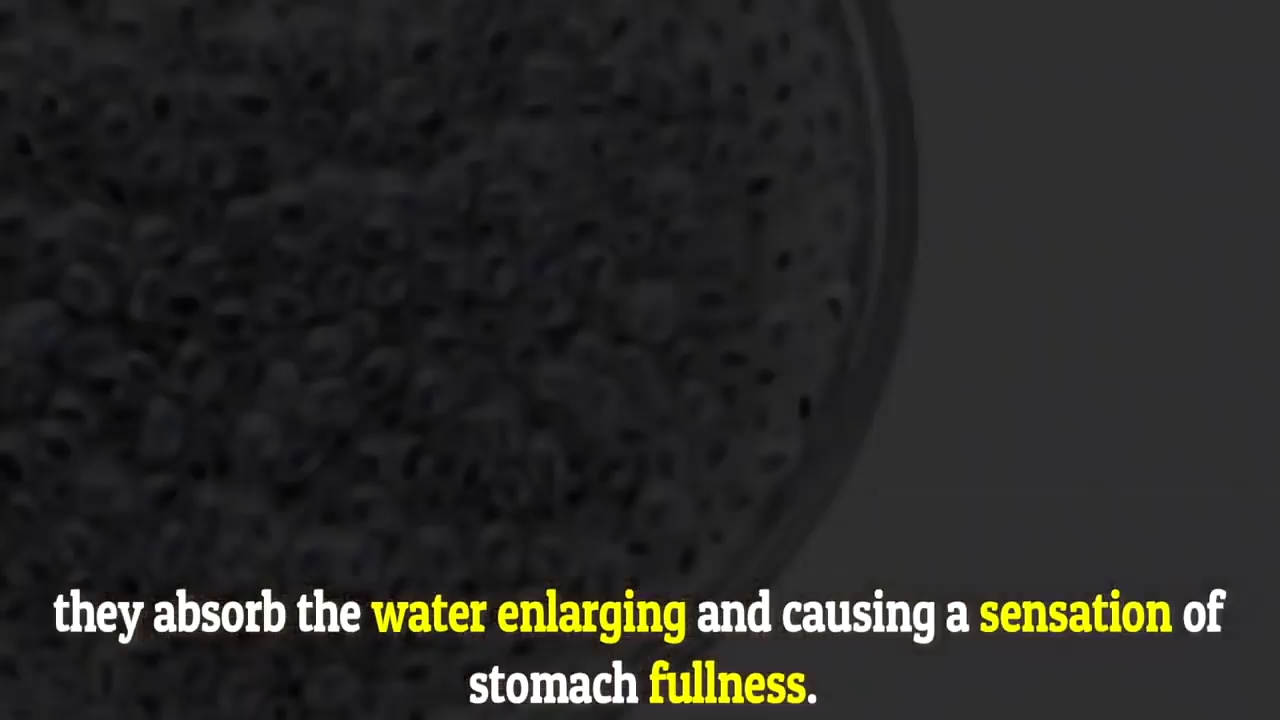 they absorb the water enlarging and causing a sensation of
stomach fullness.